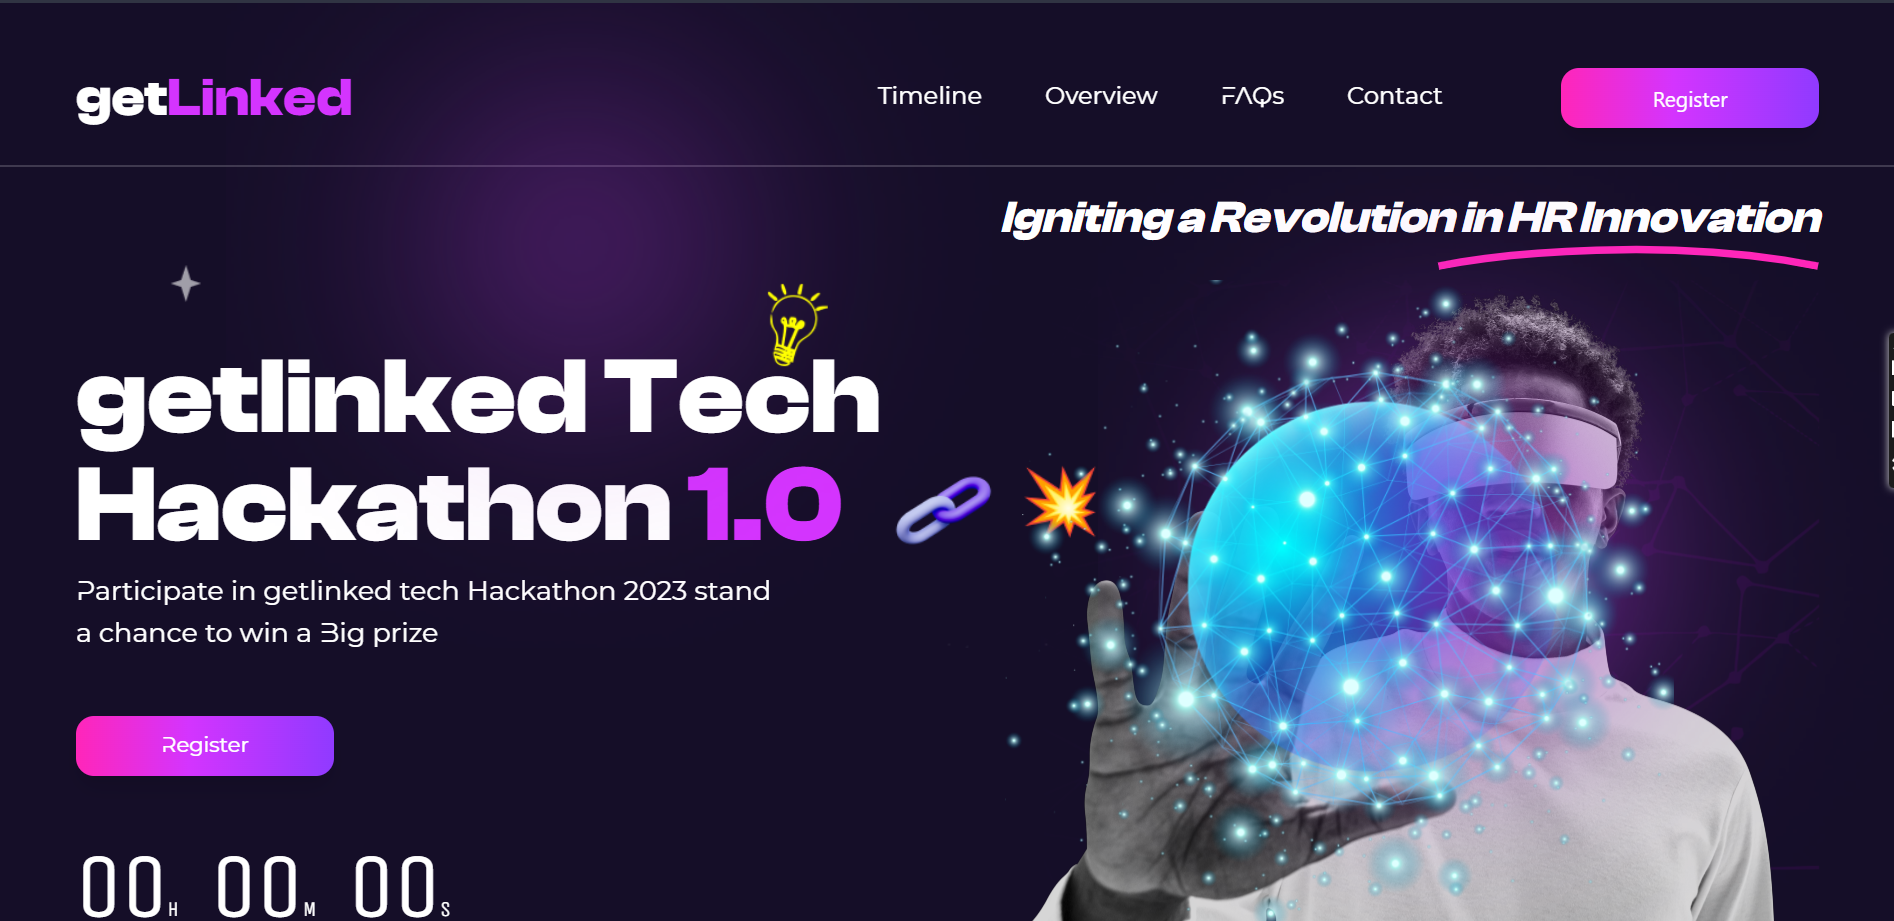 getLinked
Timeline Overview FAQs Contact Register
Igniting a Revolution in HR Innovation
getlinked Tech
Hackathon 1.0
Participate in getlinked tech Hackathon 2023 stand
a chance to win a Big prize
Register
00H 00M 00S